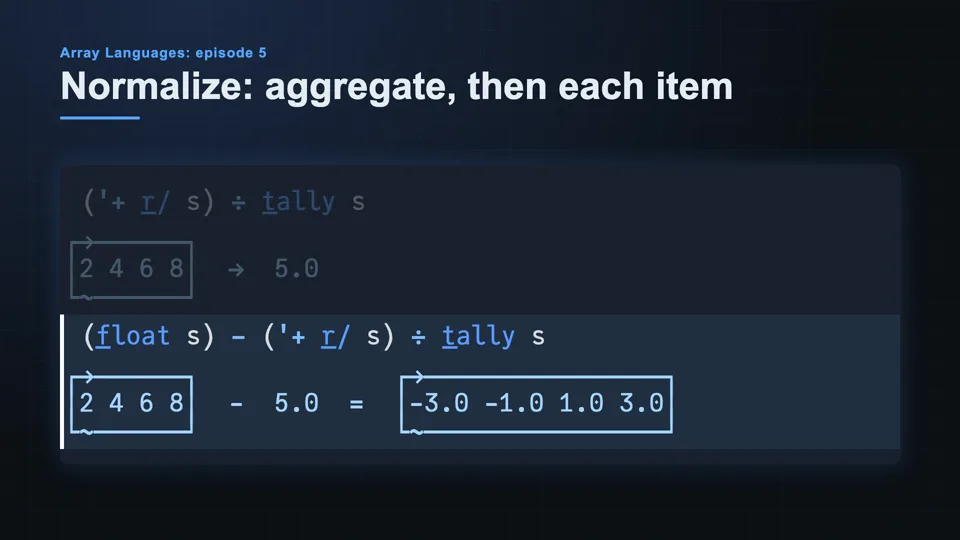 Array Languages: episode 5
Normalize: aggregate, then each item
('+ r/ s) ÷ tally s
2 4 6 8 → 5.0
(float s) - ('+ r/ s) ÷ tally s
2 4 6 8 - 5.0 = -3.0 -1.0 1.0 3.0